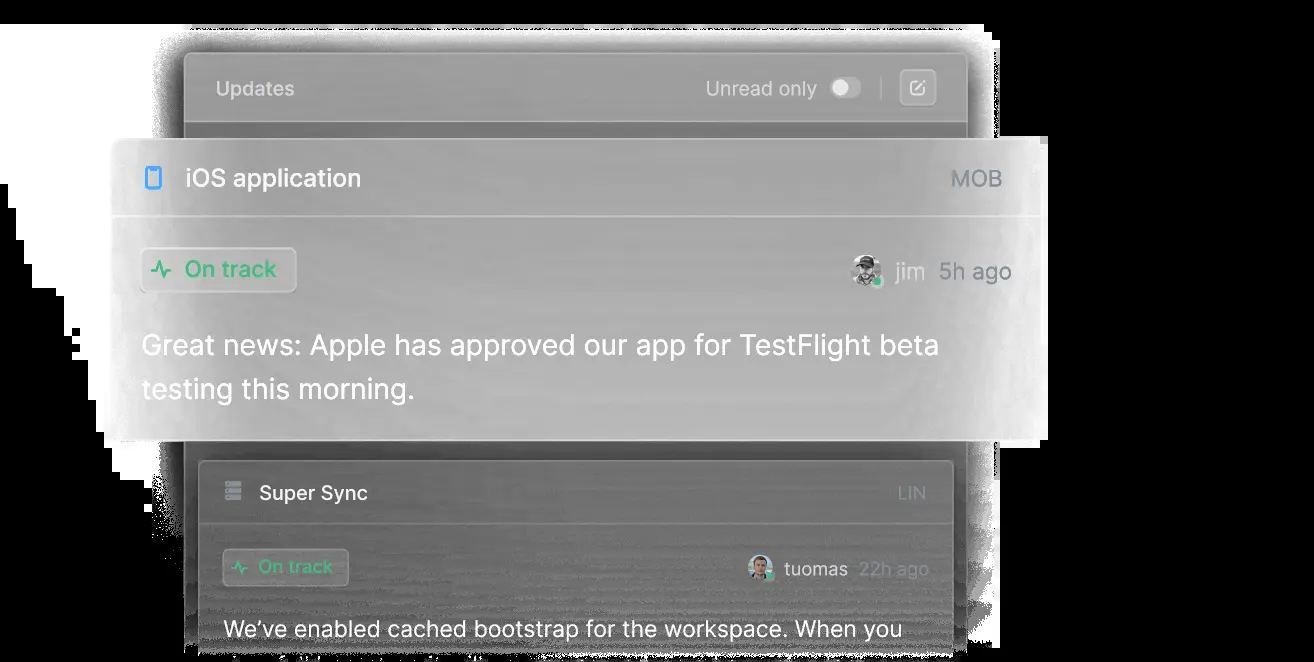 Updates
Unread only
iOS application
MOB
On track
jim 5h ago
Great news: Apple has approved our app for TestFlight beta
testing this morning.
Super Sync
LIN
On track
tuomas 22h ago
We’ve enabled cached bootstrap for the workspace. When you